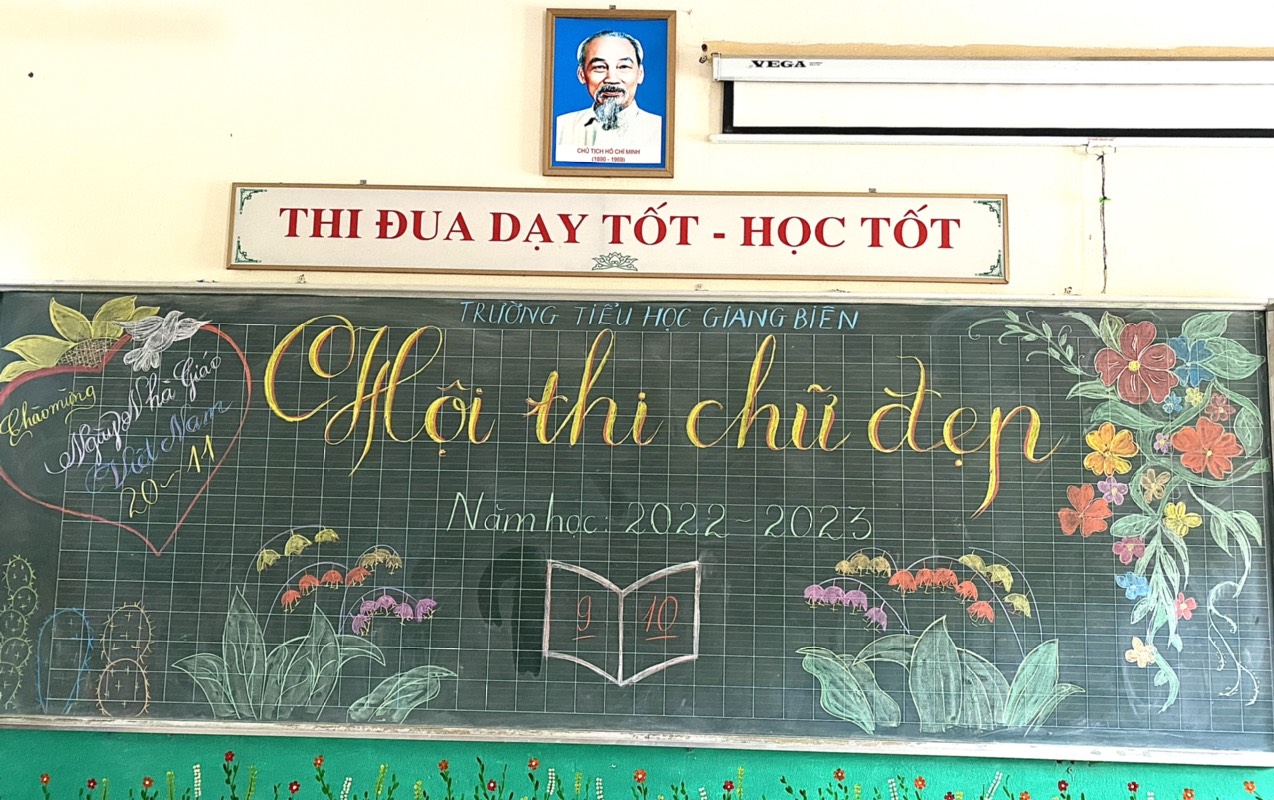 CHỦ TỊCH HỒ CHÍ MINH
(1890 - 1969)
VEGA
THI ĐUA DẠY TỐT - HỌC TỐT
TRƯỜNG TIỂU HỌC GIANG BIÊN
Hội thi chữ đẹp
Năm học: 2022 - 2023
Chào mừng
Ngày Nhà Giáo
Việt Nam
20 - 11
9
10